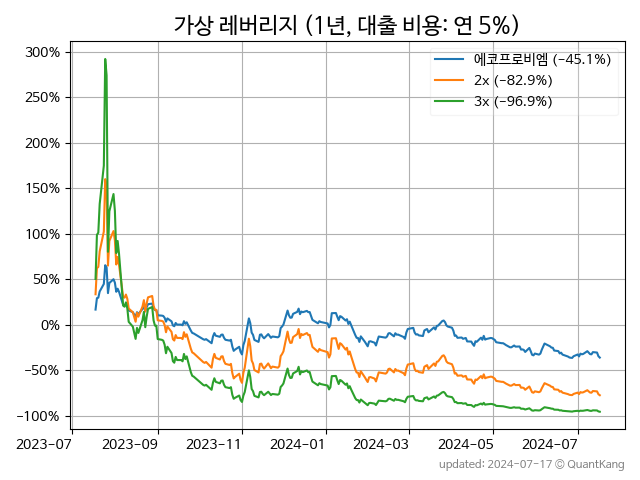 가상 레버리지 (1년, 대출 비용: 연 5%)
에코프로비엠 (-45.1%)
2x (-82.9%)
3x (-96.9%)
300%
250%
200%
150%
100%
50%
0%
-50%
-100%
2023-07 2023-09 2023-11 2024-01 2024-03 2024-05 2024-07
updated: 2024-07-17 © QuantKang